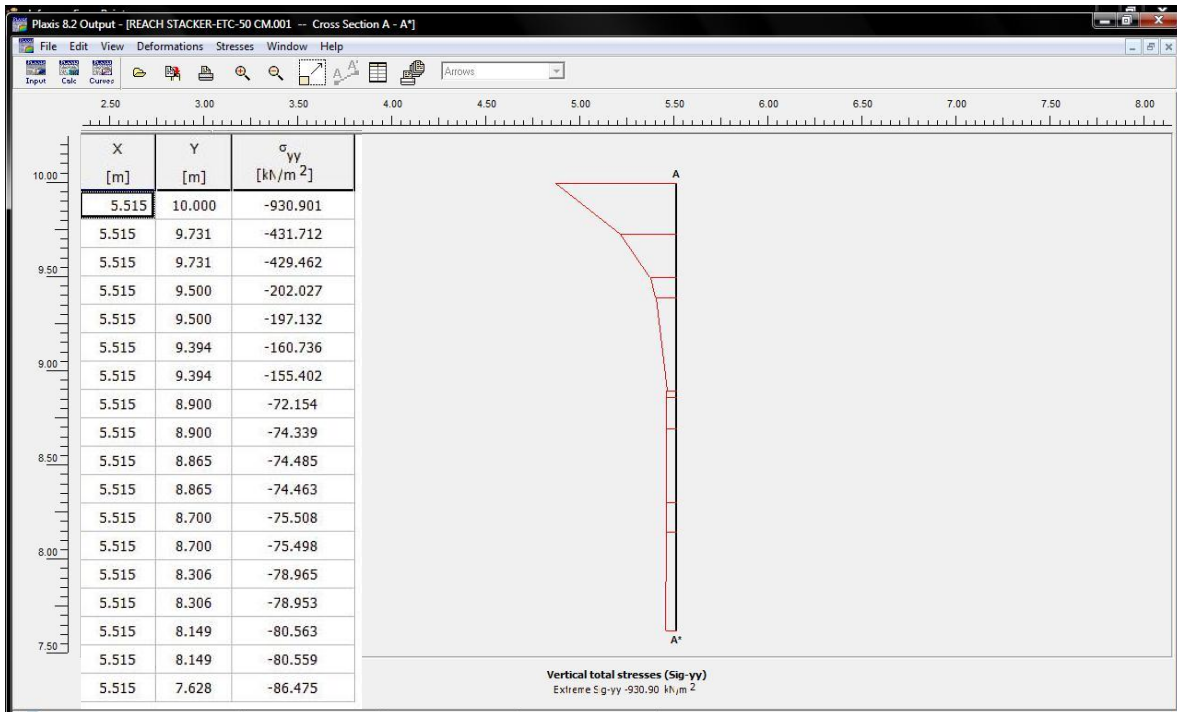 Plaxis 8.2 Output - [REACH STACKER-ETC-50 CM.001 -- Cross Section A - A*]
File Edit View Deformations Stresses Window Help
Input Calc Curves A A* Arrows
2.50 3.00 3.50 4.00 4.50 5.00 5.50 6.00 6.50 7.00 7.50 8.00
X Y σyy
[m] [m] [kN/m 2]
5.515 10.000 -930.901
5.515 9.731 -431.712
5.515 9.731 -429.462
5.515 9.500 -202.027
5.515 9.500 -197.132
5.515 9.394 -160.736
5.515 9.394 -155.402
5.515 8.900 -72.154
5.515 8.900 -74.339
5.515 8.865 -74.485
5.515 8.865 -74.463
5.515 8.700 -75.508
5.515 8.700 -75.498
5.515 8.306 -78.965
5.515 8.306 -78.953
5.515 8.149 -80.563
5.515 8.149 -80.559
5.515 7.628 -86.475
10.00
9.50
9.00
8.50
8.00
7.50
A
A*
Vertical total stresses (Sig-yy)
Extreme Sig-yy -930.90 kN/m 2